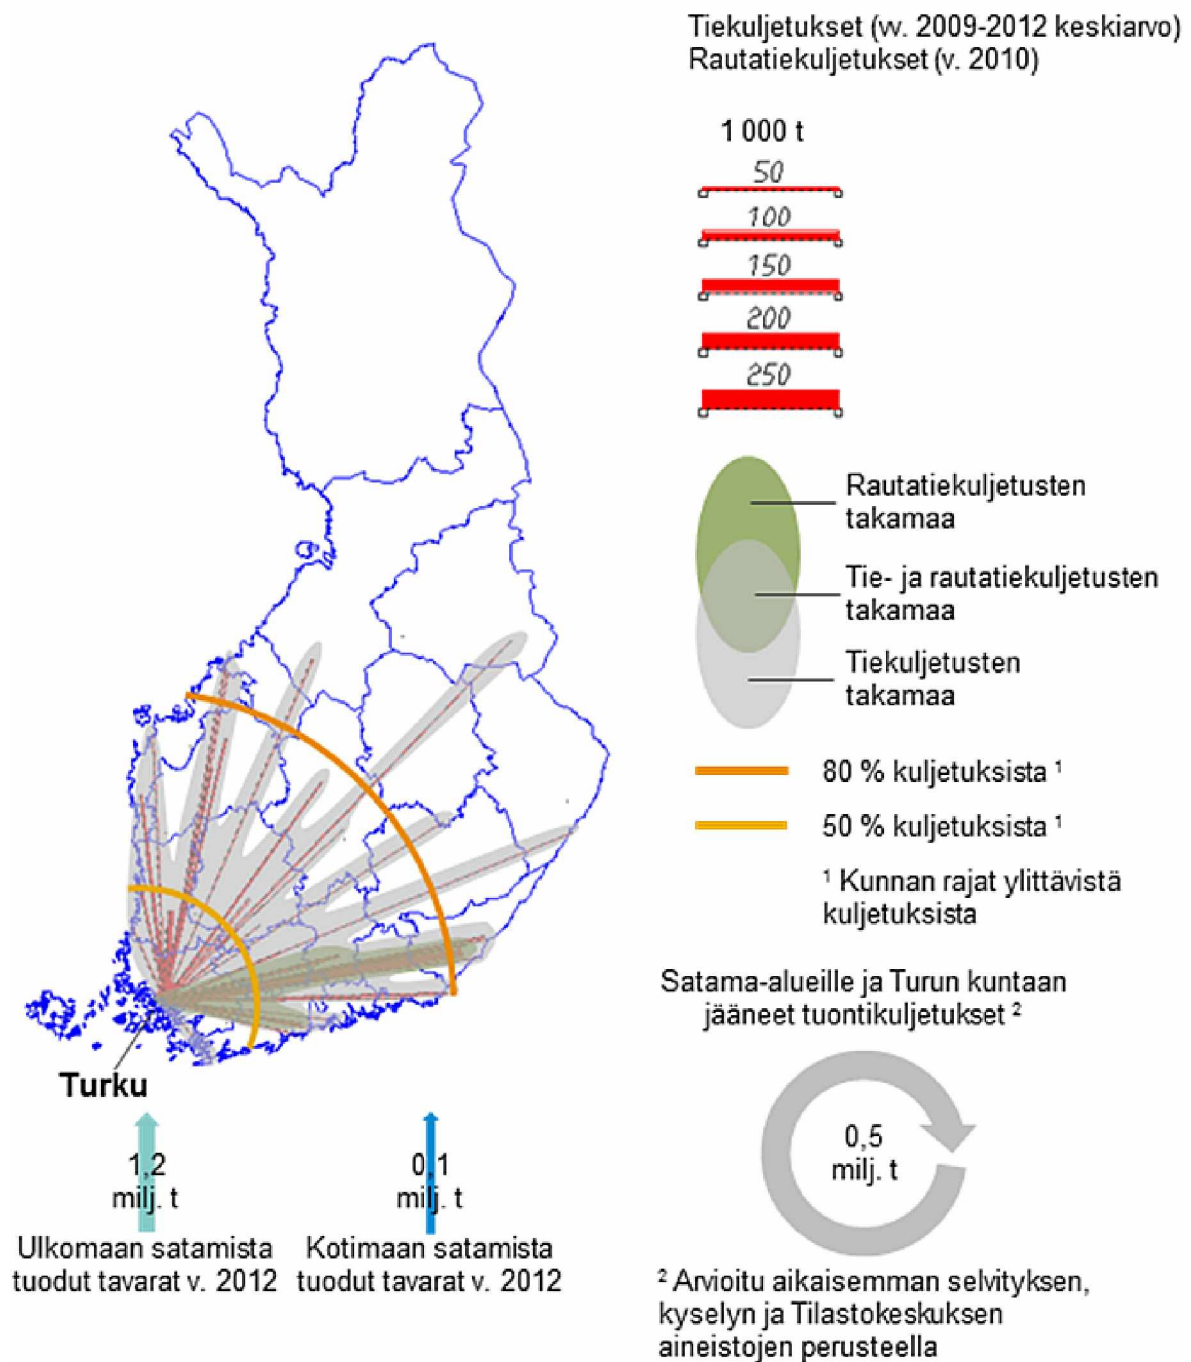 Tiekuljetukset (vv. 2009-2012 keskiarvo)
Rautatiekuljetukset (v. 2010)
1 000 t
50
100
150
200
250
Rautatiekuljetusten
takamaa
Tie- ja rautatiekuljetusten
takamaa
Tiekuljetusten
takamaa
80 % kuljetuksista ¹
50 % kuljetuksista ¹
¹ Kunnan rajat ylittävistä
kuljetuksista
Satama-alueille ja Turun kuntaan
jääneet tuontikuljetukset ²
0,5
milj. t
² Arvioitu aikaisemman selvityksen,
kyselyn ja Tilastokeskuksen
aineistojen perusteella
Turku
1,2
milj. t
Ulkomaan satamista
tuodut tavarat v. 2012
0,1
milj. t
Kotimaan satamista
tuodut tavarat v. 2012